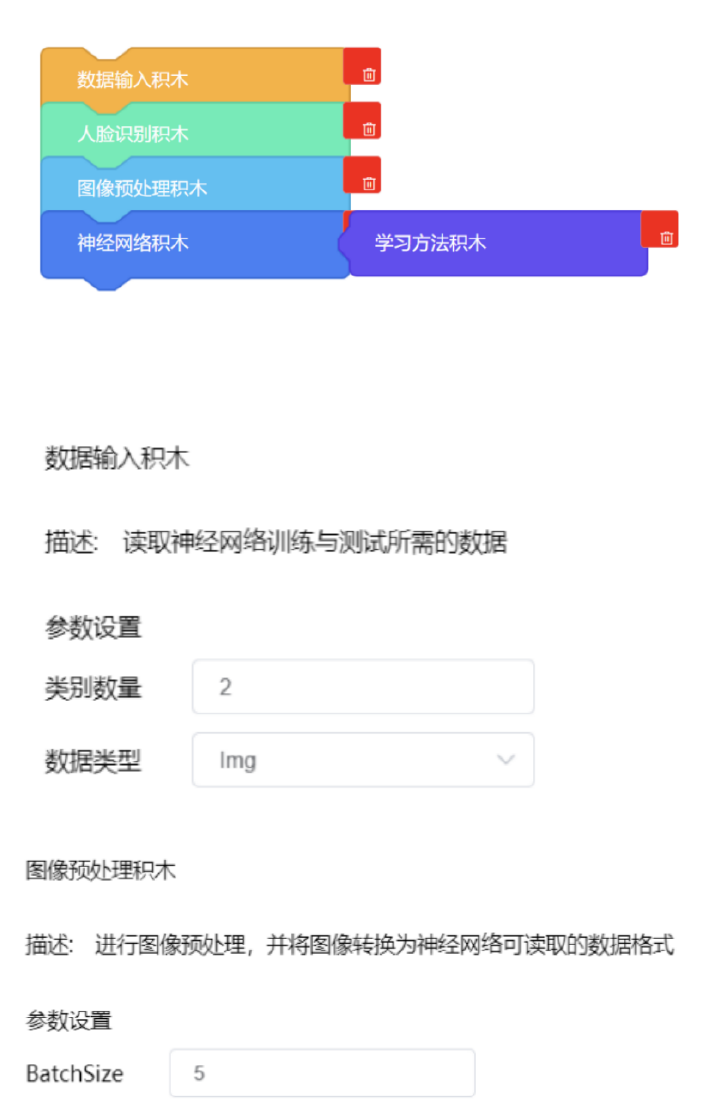 数据输入积木
人脸识别积木
图像预处理积木
神经网络积木 学习方法积木
数据输入积木
描述: 读取神经网络训练与测试所需的数据
参数设置
类别数量 2
数据类型 Img
图像预处理积木
描述: 进行图像预处理，并将图像转换为神经网络可读取的数据格式
参数设置
BatchSize 5